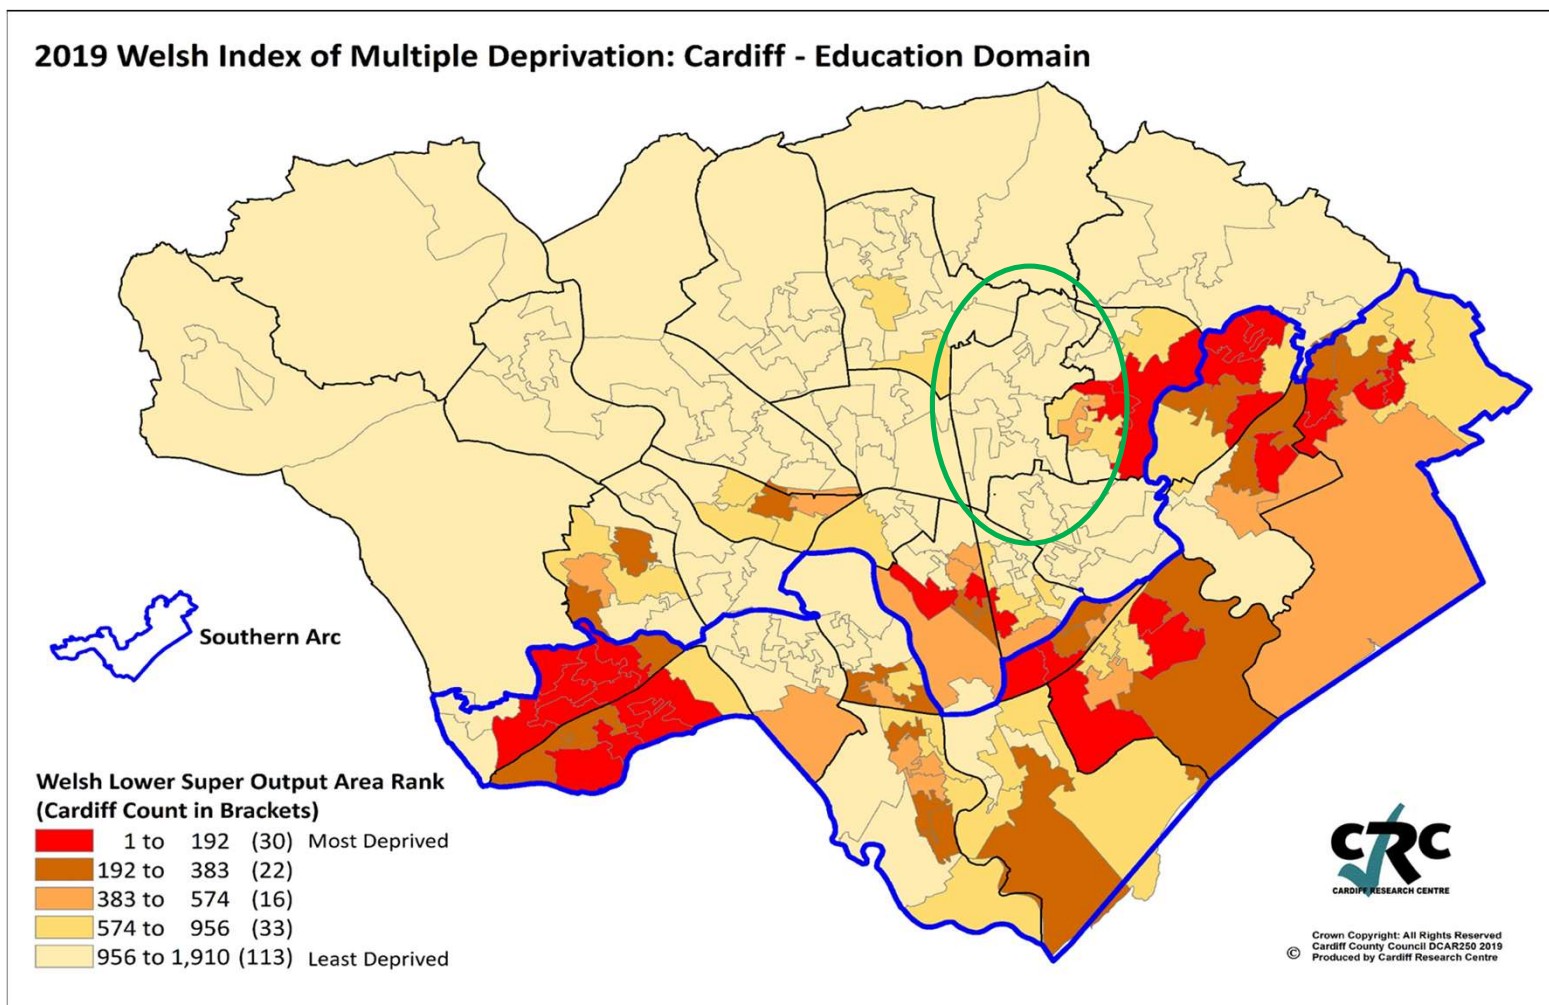 2019 Welsh Index of Multiple Deprivation: Cardiff - Education Domain
Southern Arc
Welsh Lower Super Output Area Rank
(Cardiff Count in Brackets)
1 to 192 (30) Most Deprived
192 to 383 (22)
383 to 574 (16)
574 to 956 (33)
956 to 1,910 (113) Least Deprived
CRC
CARDIFF RESEARCH CENTRE
Crown Copyright: All Rights Reserved
Cardiff County Council DCAR250 2019
© Produced by Cardiff Research Centre